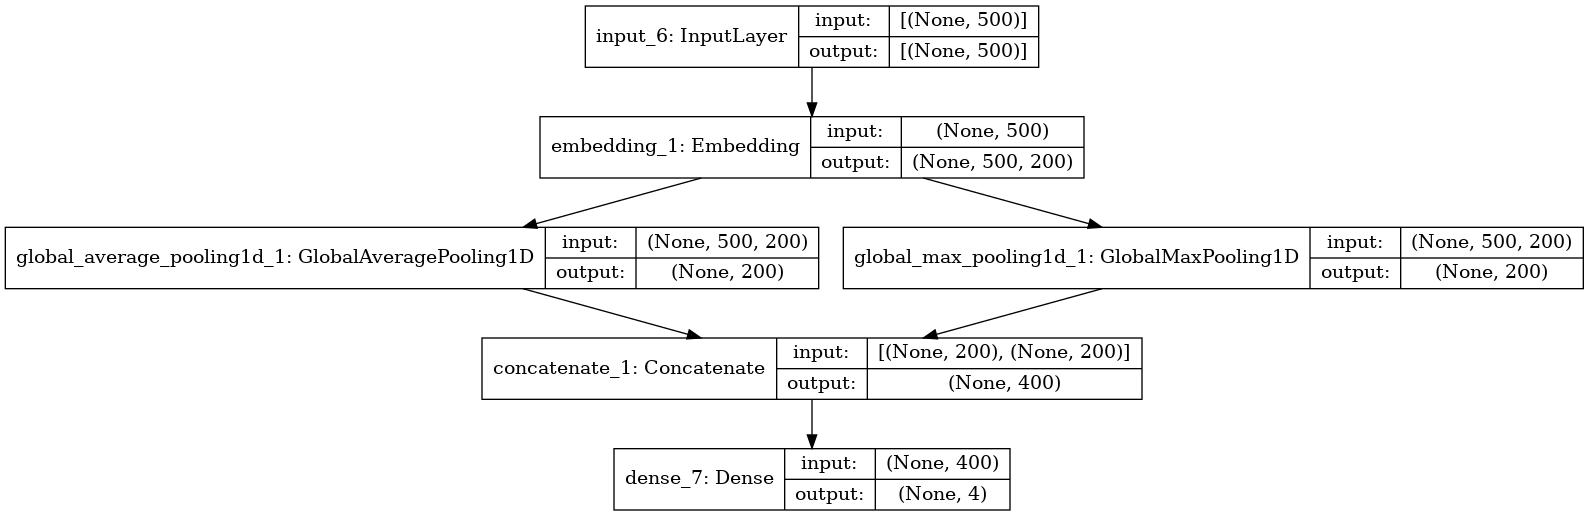 input_6: InputLayer
input: [(None, 500)]
output: [(None, 500)]
embedding_1: Embedding
input: (None, 500)
output: (None, 500, 200)
global_average_pooling1d_1: GlobalAveragePooling1D
input: (None, 500, 200)
output: (None, 200)
global_max_pooling1d_1: GlobalMaxPooling1D
input: (None, 500, 200)
output: (None, 200)
concatenate_1: Concatenate
input: [(None, 200), (None, 200)]
output: (None, 400)
dense_7: Dense
input: (None, 400)
output: (None, 4)